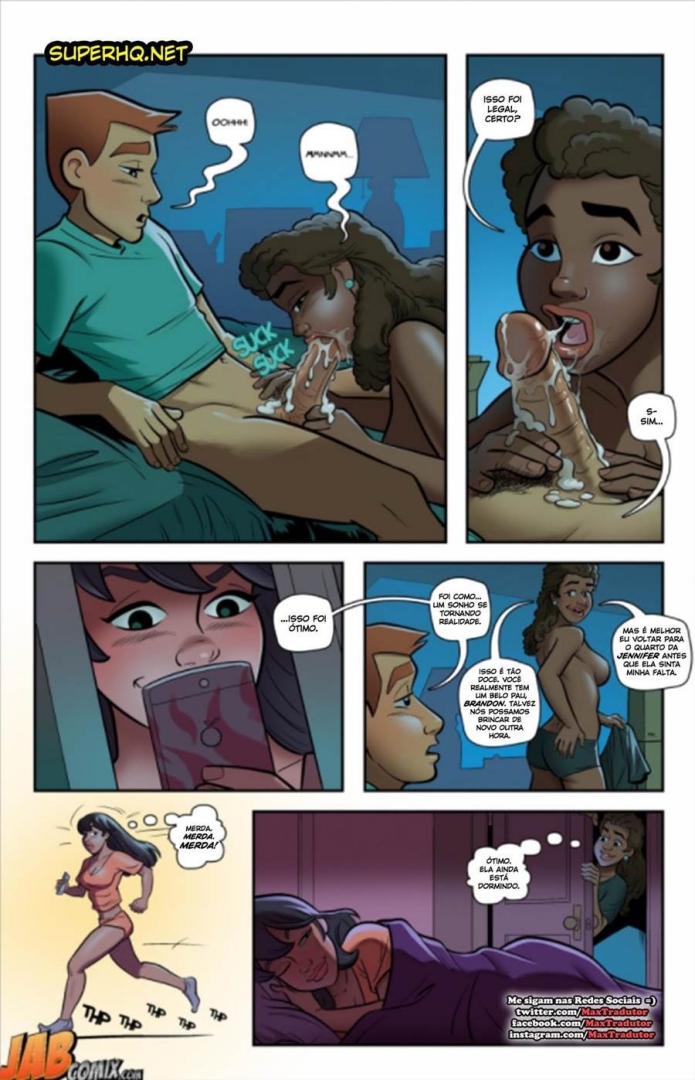 SUPERHQ.NET
OOHHH!
MMNNMM...
SUCK
SUCK
ISSO FOI
LEGAL,
CERTO?
S-
SIM...
...ISSO FOI
ÓTIMO.
FOI COMO...
UM SONHO SE
TORNANDO
REALIDADE.
ISSO É TÃO
DOCE. VOCÊ
REALMENTE TEM
UM BELO PAU,
BRANDON. TALVEZ
NÓS POSSAMOS
BRINCAR DE
NOVO OUTRA
HORA.
MAS É MELHOR
EU VOLTAR PARA
O QUARTO DA
JENNIFER ANTES
QUE ELA SINTA
MINHA FALTA.
MERDA.
MERDA.
MERDA!
THP
THP
THP
THP
ÓTIMO.
ELA AINDA
ESTÁ
DORMINDO.
Me sigam nas Redes Sociais =)
twitter.com/MaxTradutor
facebook.com/MaxTradutor
instagram.com/MaxTradutor
JAB
COMIX.COM